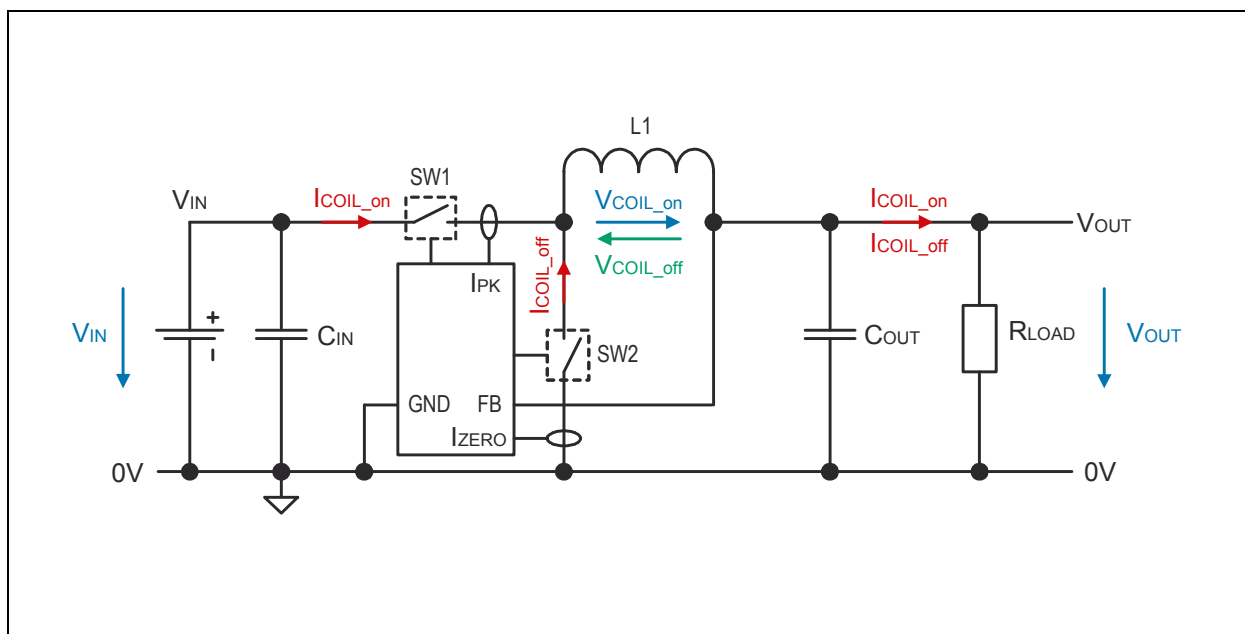 L1
SW1
VIN
ICOIL_on
VCOIL_on
ICOIL_on
VOUT
ICOIL_off
VCOIL_off
ICOIL_off
IPK
VIN
+
CIN
SW2
COUT
RLOAD
VOUT
GND
FB
IZERO
0V
0V